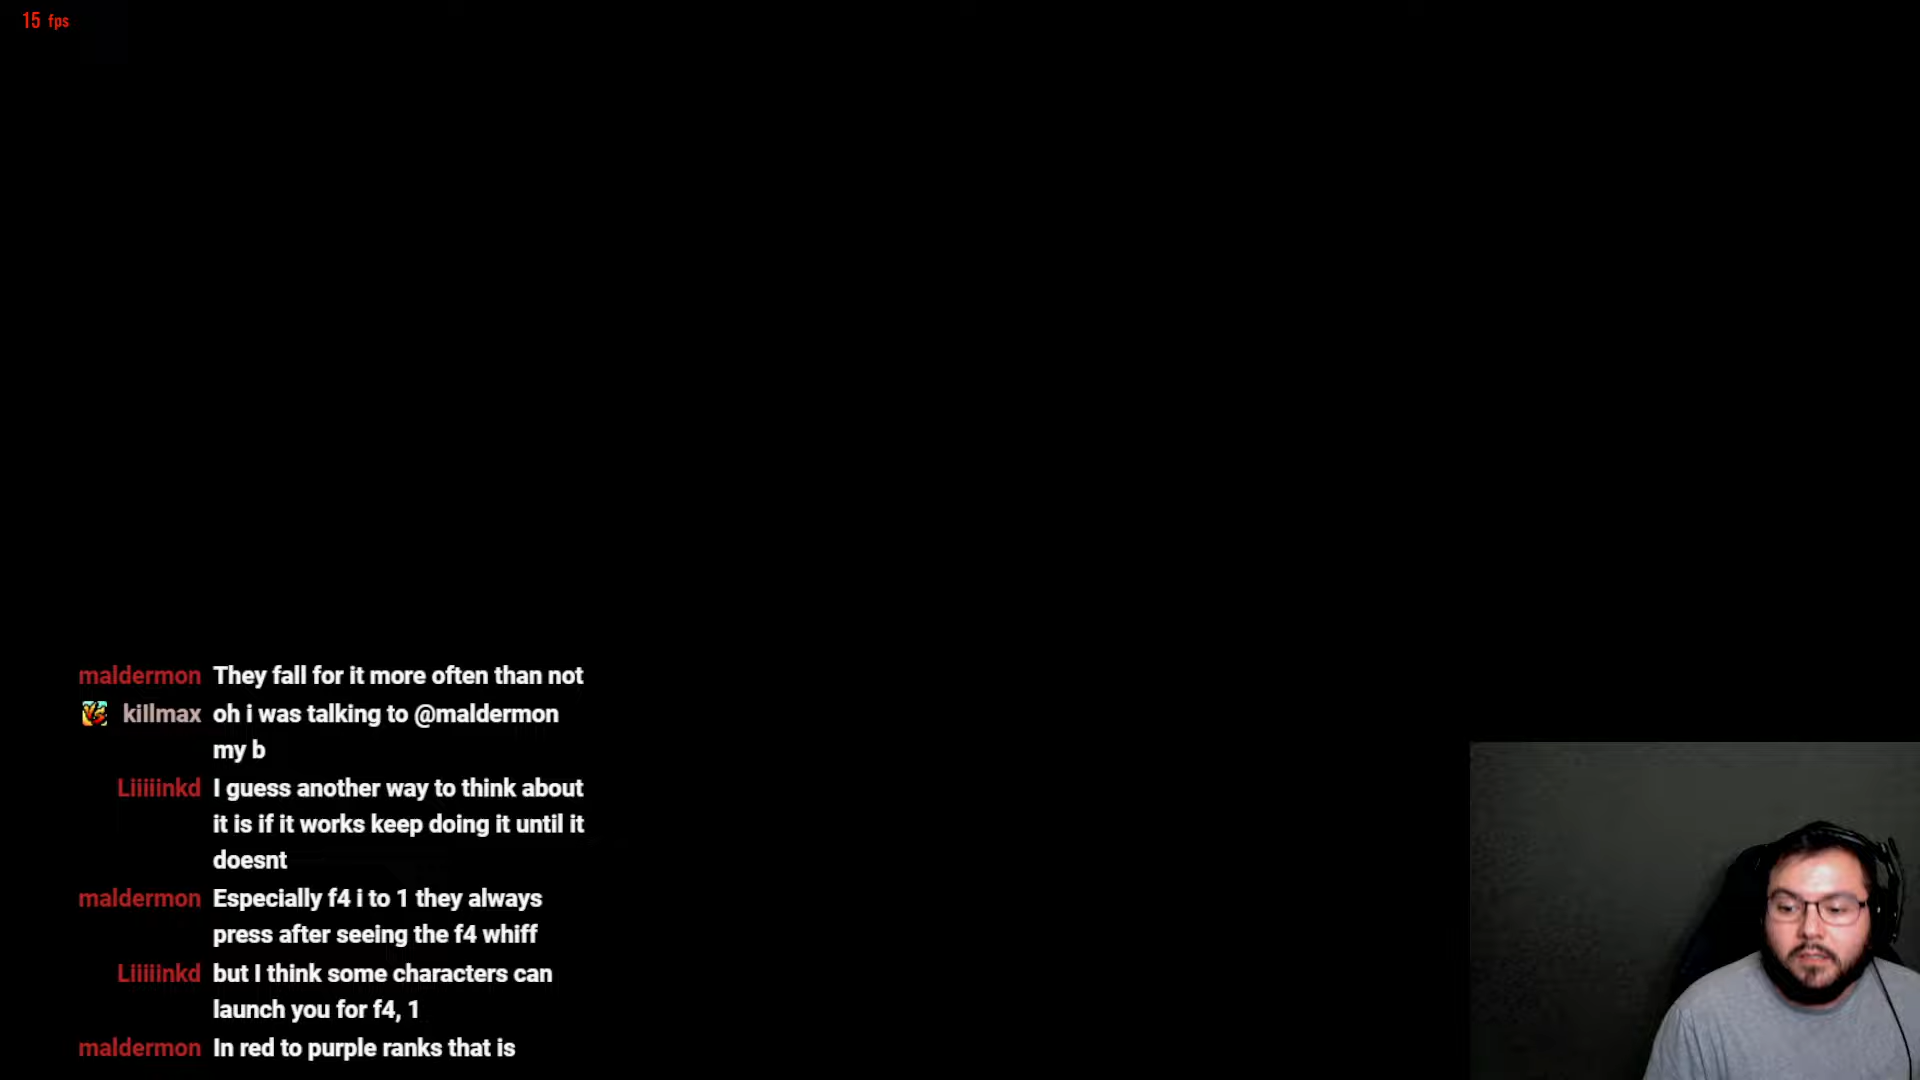 15 fps
maldermon They fall for it more often than not
killmax oh i was talking to @maldermon
my b
Liiiiinkd I guess another way to think about
it is if it works keep doing it until it
doesnt
maldermon Especially f4 i to 1 they always
press after seeing the f4 whiff
Liiiiinkd but I think some characters can
launch you for f4, 1
maldermon In red to purple ranks that is